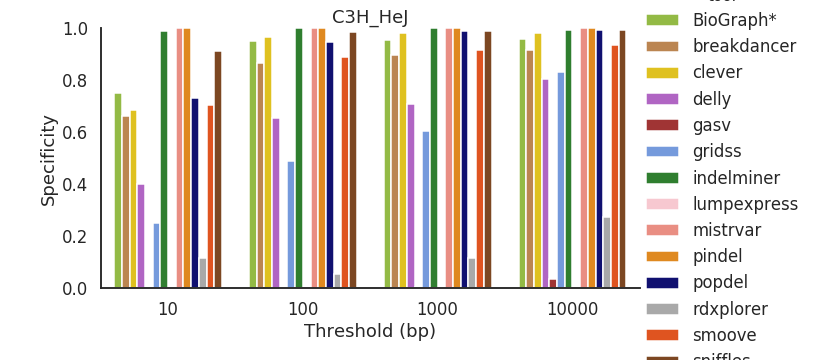 C3H_HeJ
Specificity
1.0
0.8
0.6
0.4
0.2
0.0
10 100 1000 10000
Threshold (bp)
BioGraph*
breakdancer
clever
delly
gasv
gridss
indelminer
lumpexpress
mistrvar
pindel
popdel
rdxplorer
smoove
sniffles